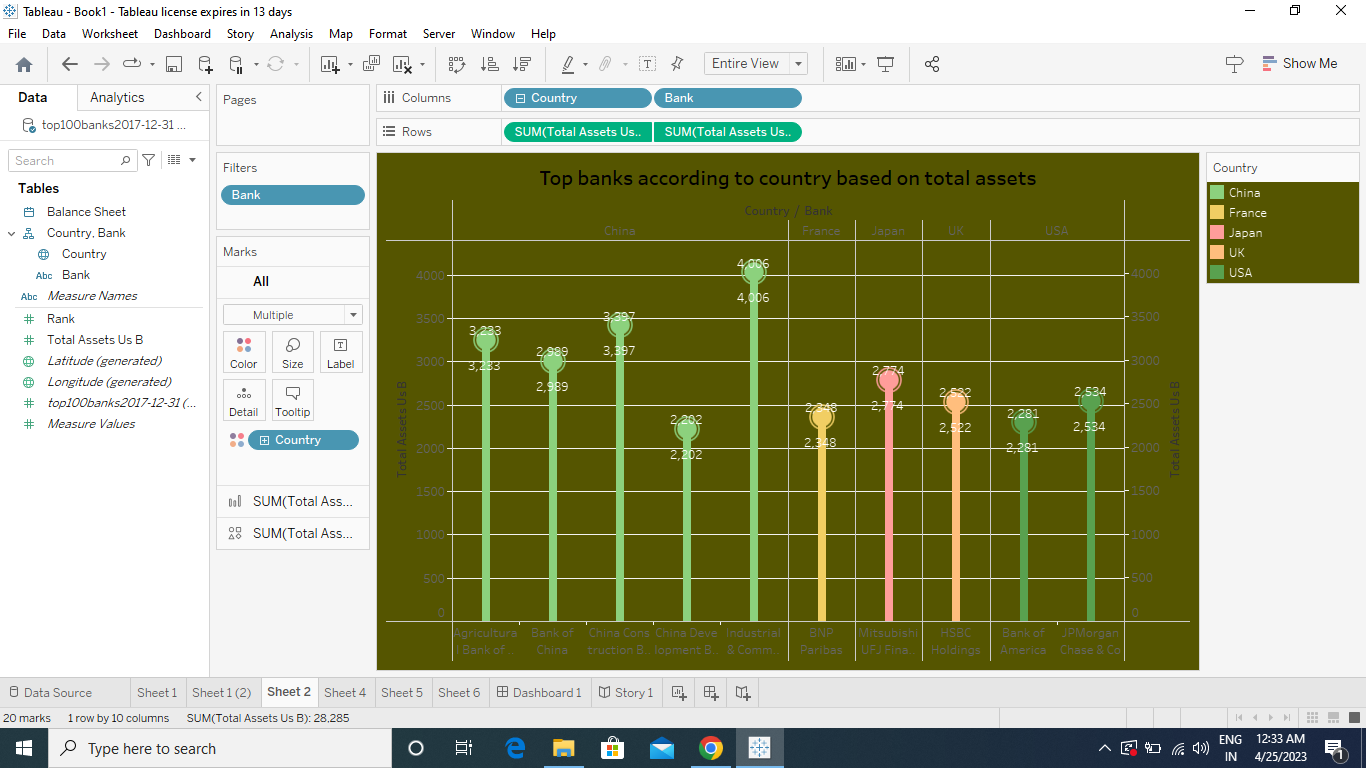 Tableau - Book1 - Tableau license expires in 13 days
File Data Worksheet Dashboard Story Analysis Map Format Server Window Help
Entire View
Show Me
Data Analytics
top100banks2017-12-31 ...
Search
Tables
Balance Sheet
Country, Bank
Country
Abc Bank
Abc Measure Names
Rank
Total Assets Us B
Latitude (generated)
Longitude (generated)
top100banks2017-12-31 (...
Measure Values
Pages
Filters
Bank
Marks
All
Multiple
Color Size Label
Detail Tooltip
Country
SUM(Total Ass...
SUM(Total Ass...
Columns Country Bank
Rows SUM(Total Assets Us.. SUM(Total Assets Us..
Top banks according to country based on total assets
Country / Bank
China France Japan UK USA
Total Assets Us B
4000
3500
3000
2500
2000
1500
1000
500
0
3,233
3,233
2,989
2,989
3,397
3,397
2,202
2,202
4,006
4,006
2,348
2,348
2,774
2,774
2,522
2,522
2,281
2,281
2,534
2,534
Total Assets Us B
4000
3500
3000
2500
2000
1500
1000
500
0
Agricultura
l Bank of ..
Bank of
China
China Cons
truction B..
China Deve
lopment B..
Industrial
& Comm..
BNP
Paribas
Mitsubishi
UFJ Fina..
HSBC
Holdings
Bank of
America
JPMorgan
Chase & Co
Country
China
France
Japan
UK
USA
Data Source Sheet 1 Sheet 1 (2) Sheet 2 Sheet 4 Sheet 5 Sheet 6 Dashboard 1 Story 1
20 marks 1 row by 10 columns SUM(Total Assets Us B): 28,285
Type here to search
ENG
IN
12:33 AM
4/25/2023
1